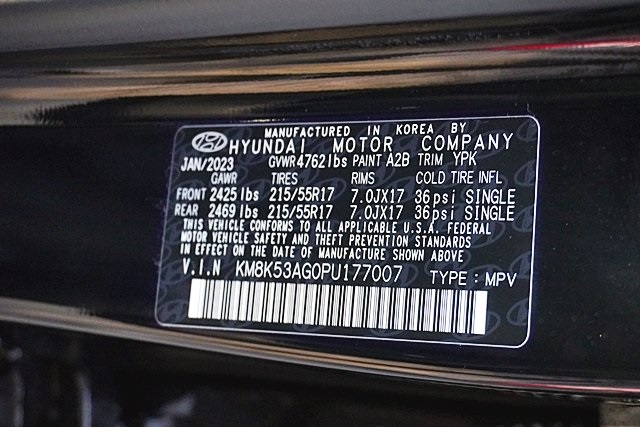 MANUFACTURED IN KOREA BY
HYUNDAI MOTOR COMPANY
JAN/2023 GVWR 4762 lbs PAINT A2B TRIM YPK
GAWR TIRES RIMS COLD TIRE INFL
FRONT 2425 lbs 215/55R17 7.0JX17 36psi SINGLE
REAR 2469 lbs 215/55R17 7.0JX17 36psi SINGLE
THIS VEHICLE CONFORMS TO ALL APPLICABLE U.S.A. FEDERAL
MOTOR VEHICLE SAFETY AND THEFT PREVENTION STANDARDS
IN EFFECT ON THE DATE OF MANUFACTURE SHOWN ABOVE
V.I.N KM8K53AG0PU177007 TYPE : MPV